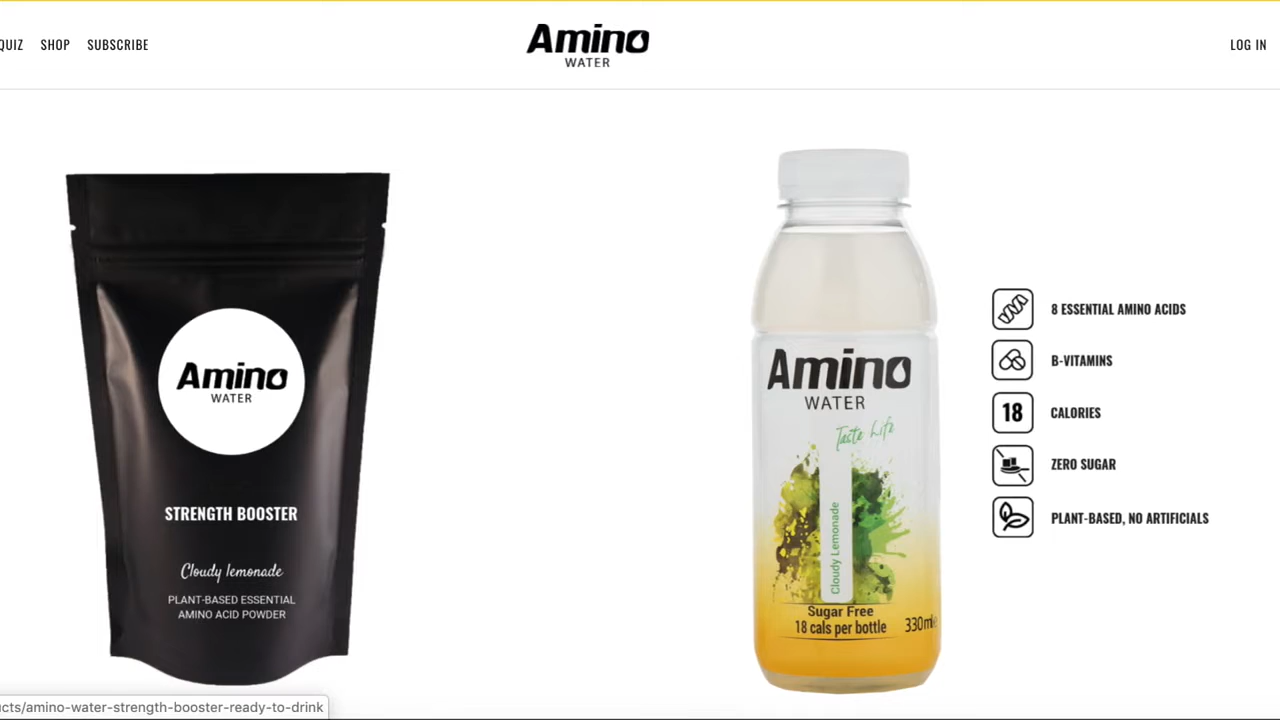 QUIZ SHOP SUBSCRIBE
Amino
WATER
LOG IN
Amino
WATER
STRENGTH BOOSTER
Cloudy lemonade
PLANT-BASED ESSENTIAL
AMINO ACID POWDER
Amino
WATER
Taste Life
Cloudy Lemonade
Sugar Free
18 cals per bottle
330ml
8 ESSENTIAL AMINO ACIDS
B-VITAMINS
18 CALORIES
ZERO SUGAR
PLANT-BASED, NO ARTIFICIALS
cts/amino-water-strength-booster-ready-to-drink